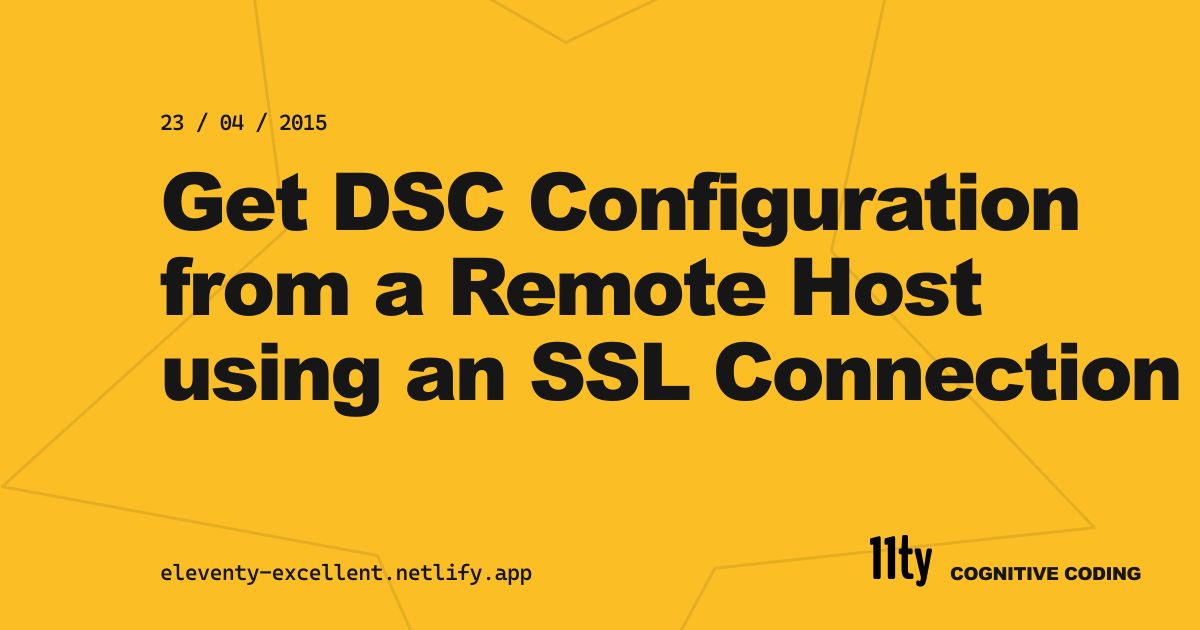 23 / 04 / 2015
Get DSC Configuration
from a Remote Host
using an SSL Connection
eleventy-excellent.netlify.app
11ty COGNITIVE CODING